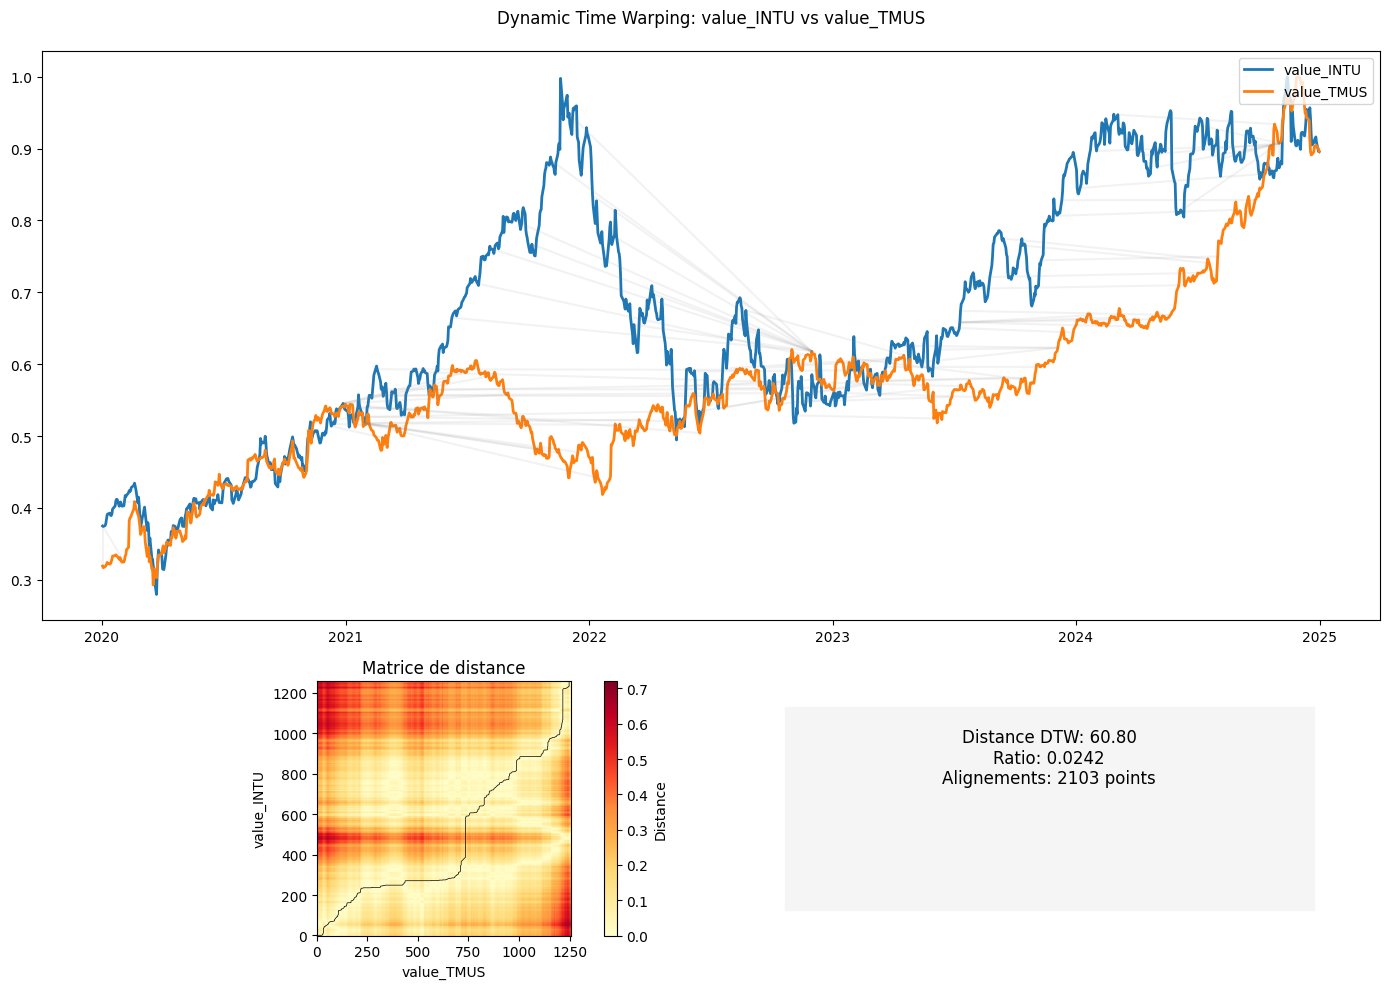 Dynamic Time Warping: value_INTU vs value_TMUS
1.0
0.9
0.8
0.7
0.6
0.5
0.4
0.3
value_INTU
value_TMUS
2020 2021 2022 2023 2024 2025
Matrice de distance
1200
1000
800
600
400
200
0
value_INTU
0 250 500 750 1000 1250
value_TMUS
0.7
0.6
0.5
0.4
0.3
0.2
0.1
0.0
Distance
Distance DTW: 60.80
Ratio: 0.0242
Alignements: 2103 points